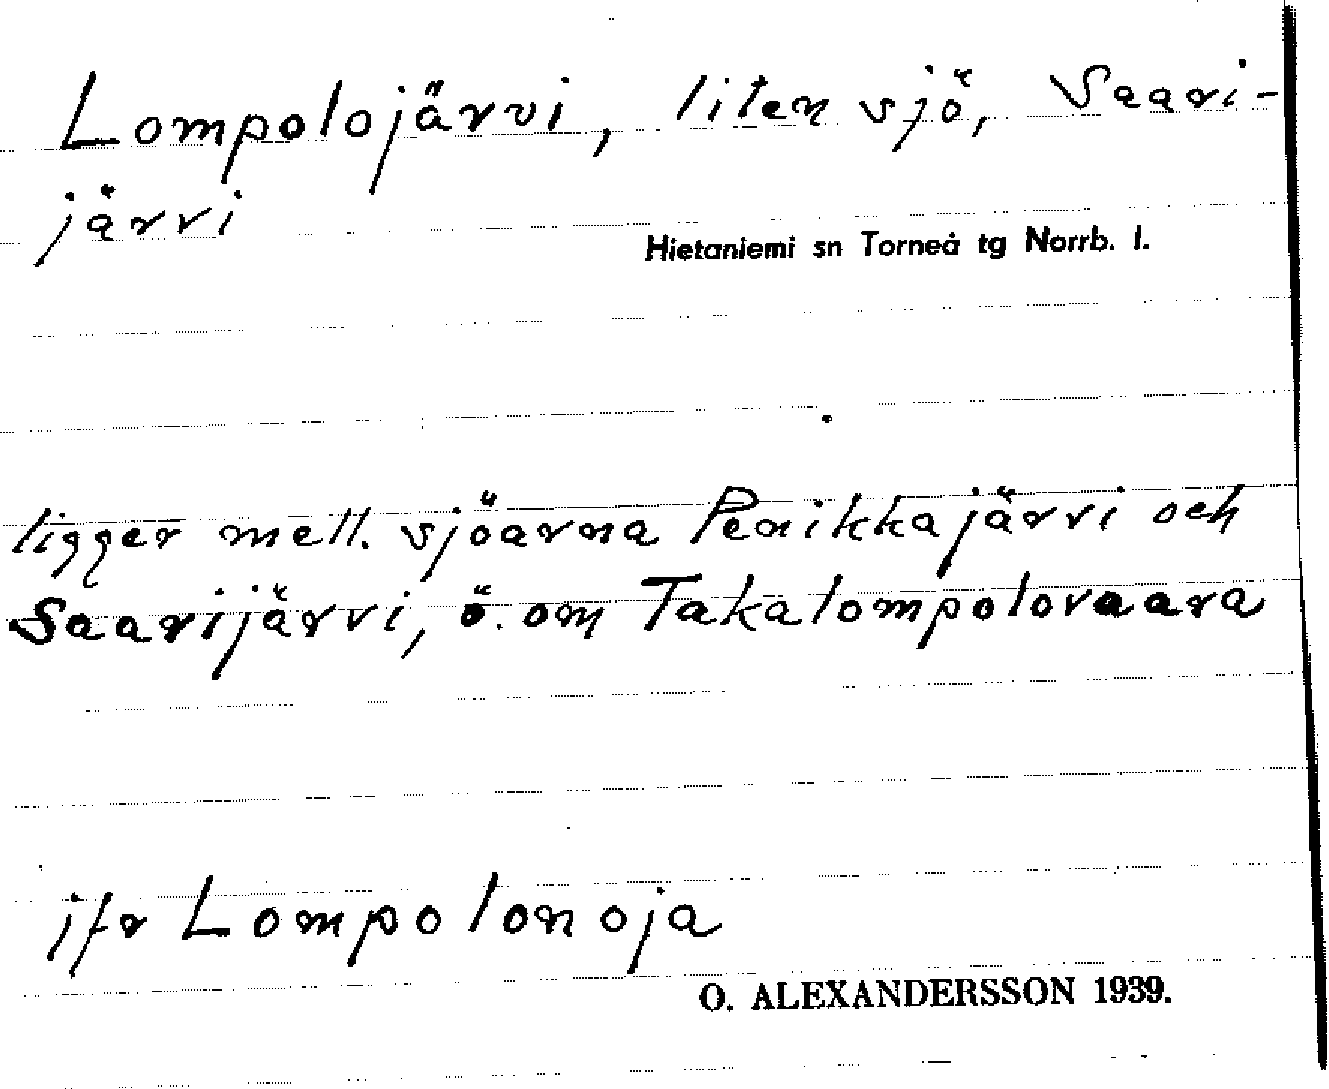 Lompolojärvi, liten sjö, Saari-
järvi
Hietaniemi sn Torneå tg Norrb. l.
ligger mell. sjöarna Penikkajärvi och
Saarijärvi, ö. om Takalompolovaara
jfr Lompolonoja
O. ALEXANDERSSON 1939.